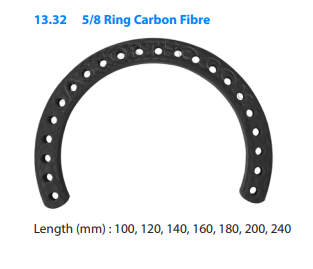 13.32 5/8 Ring Carbon Fibre
Length (mm) : 100, 120, 140, 160, 180, 200, 240